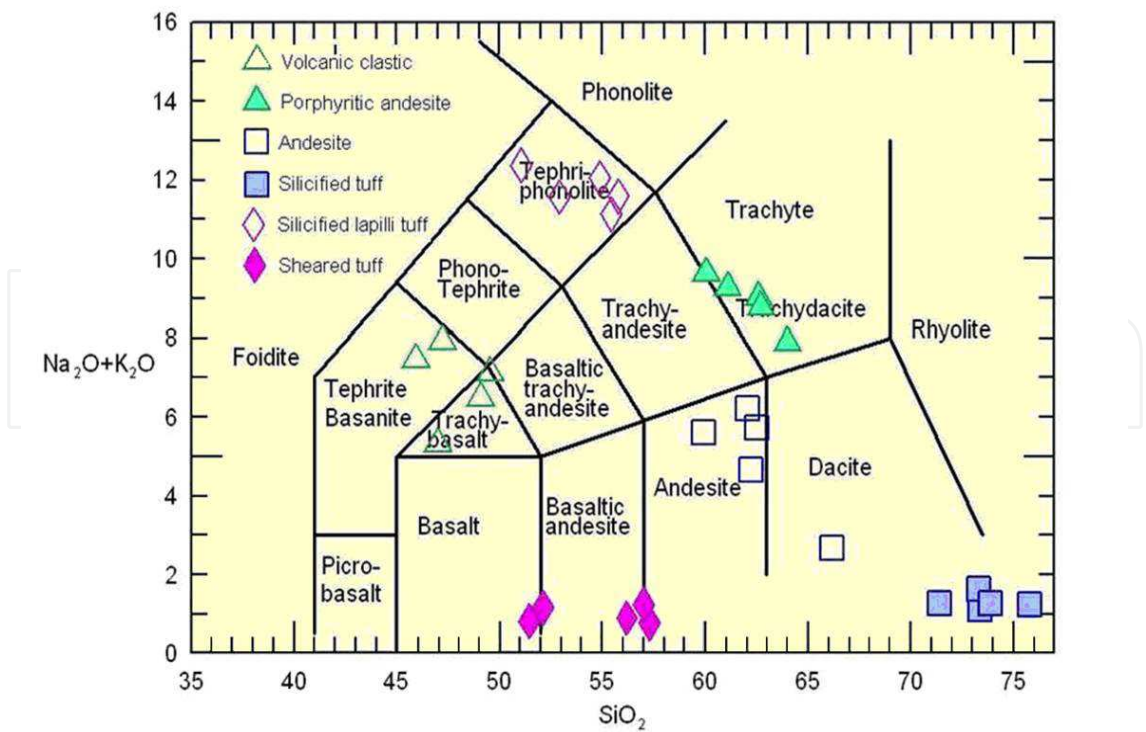 16
14
12
10
8
6
4
2
0
Na₂O+K₂O
Volcanic clastic
Porphyritic andesite
Andesite
Silicified tuff
Silicified lapilli tuff
Sheared tuff
Phonolite
Tephri-
phonolite
Trachyte
Phono-
Tephrite
Trachy-
andesite
Trachydacite
Rhyolite
Foidite
Tephrite
Basanite
Basaltic
trachy-
andesite
Trachy-
basalt
Dacite
Andesite
Basaltic
andesite
Basalt
Picro-
basalt
35 40 45 50 55 60 65 70 75
SiO₂